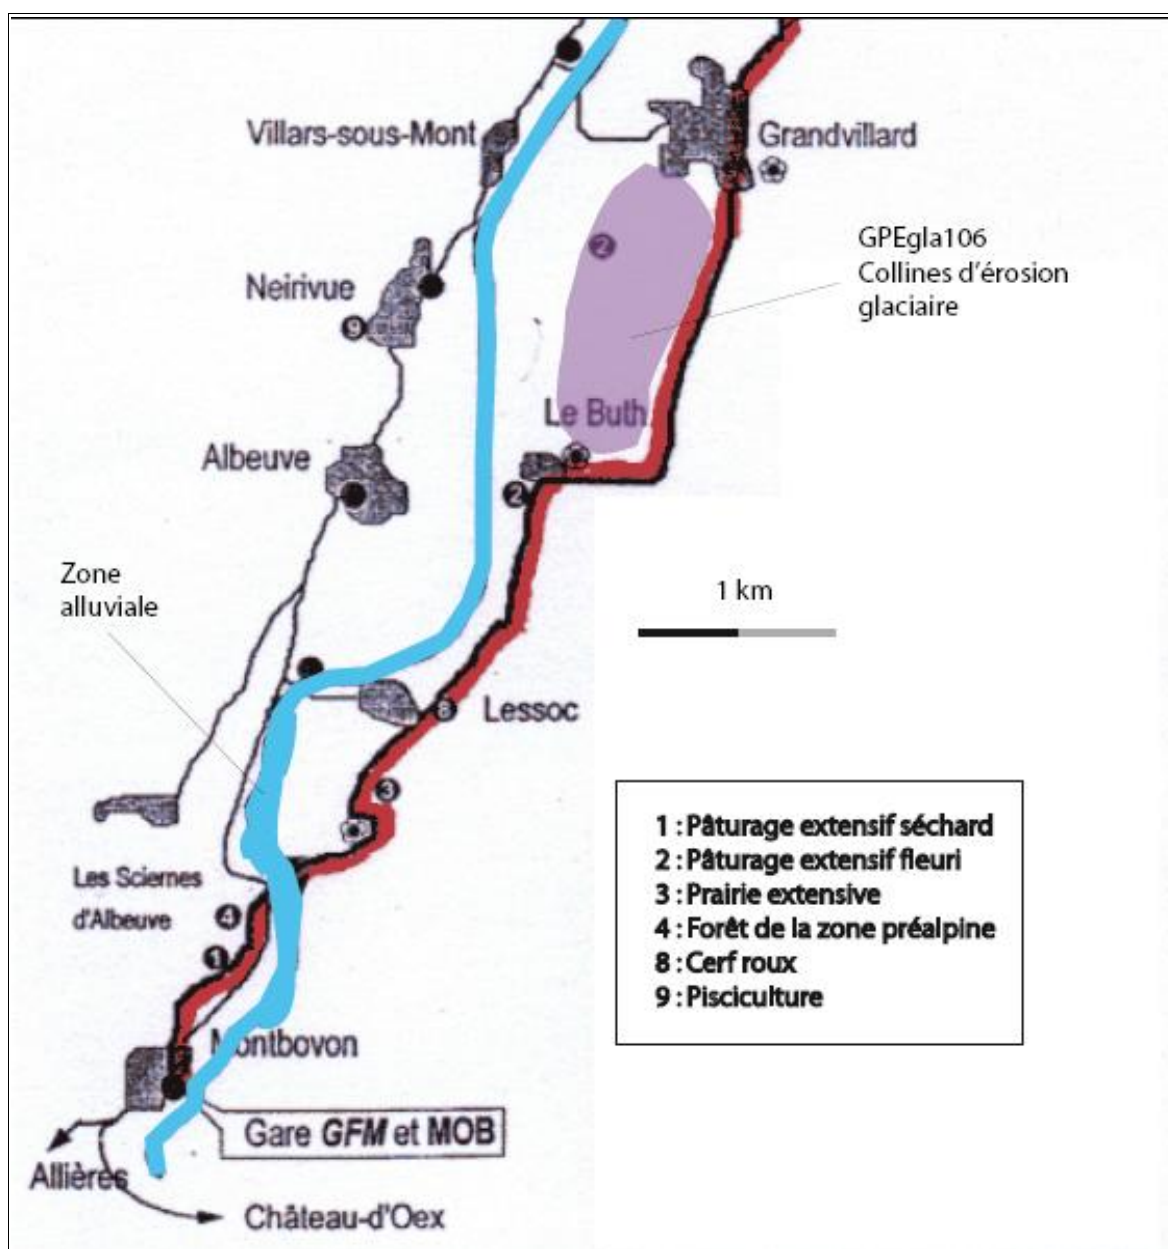 Villars-sous-Mont
Grandvillard
2
GPEgla106
Collines d'érosion
glaciaire
Neirivue
9
Le Buth
Albeuve
2
Zone
alluviale
1 km
8
Lessoc
3
1 : Pâturage extensif séchard
2 : Pâturage extensif fleuri
3 : Prairie extensive
4 : Forêt de la zone préalpine
8 : Cerf roux
9 : Pisciculture
Les Sciernes
d'Albeuve
4
1
Montbovon
Gare GFM et MOB
Allières
Château-d'Oex